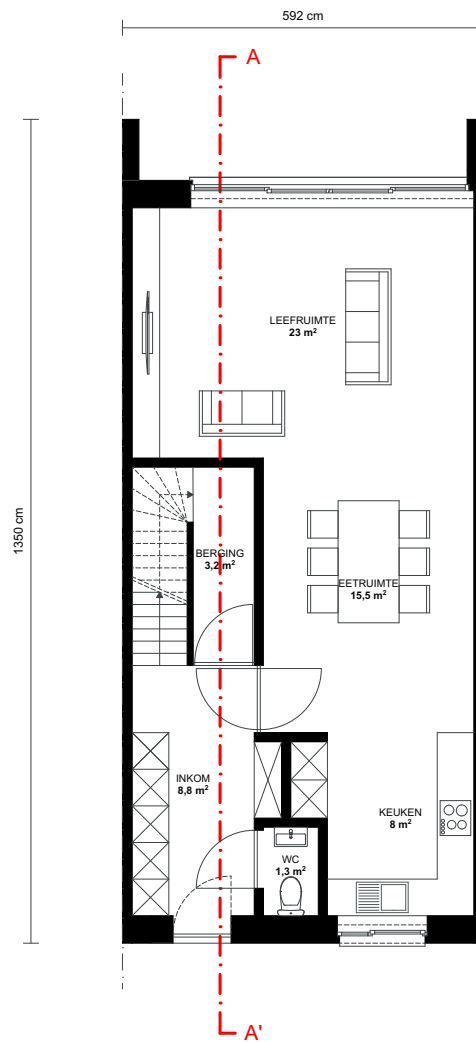 592 cm
A
1350 cm
LEEFRUIMTE
23 m²
BERGING
3,2 m²
EETRUIMTE
15,5 m²
INKOM
8,8 m²
KEUKEN
8 m²
WC
1,3 m²
A'